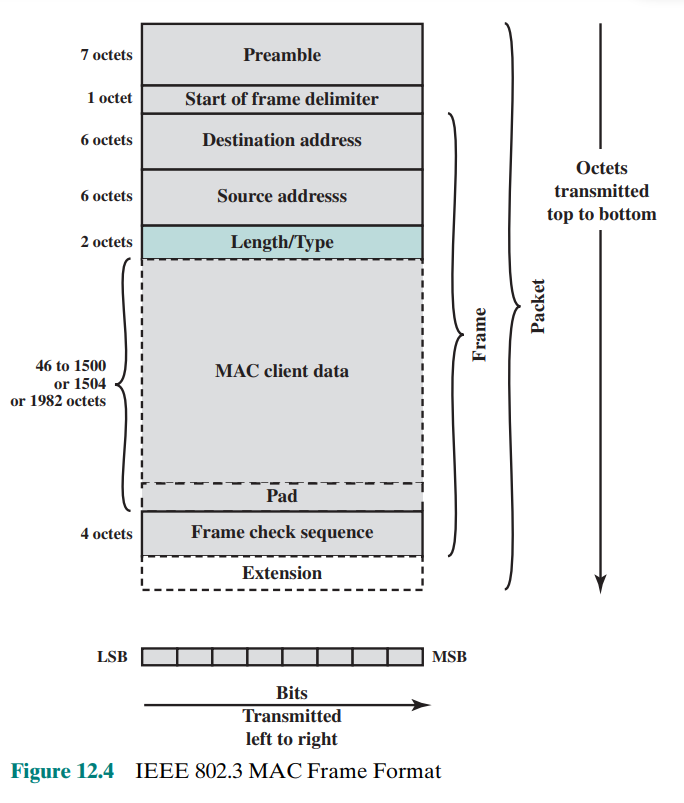 7 octets Preamble
1 octet Start of frame delimiter
6 octets Destination address
6 octets Source addresss
2 octets Length/Type
46 to 1500
or 1504
or 1982 octets
MAC client data
Pad
4 octets Frame check sequence
Extension
Frame
Packet
Octets
transmitted
top to bottom
LSB MSB
Bits
Transmitted
left to right
Figure 12.4 IEEE 802.3 MAC Frame Format